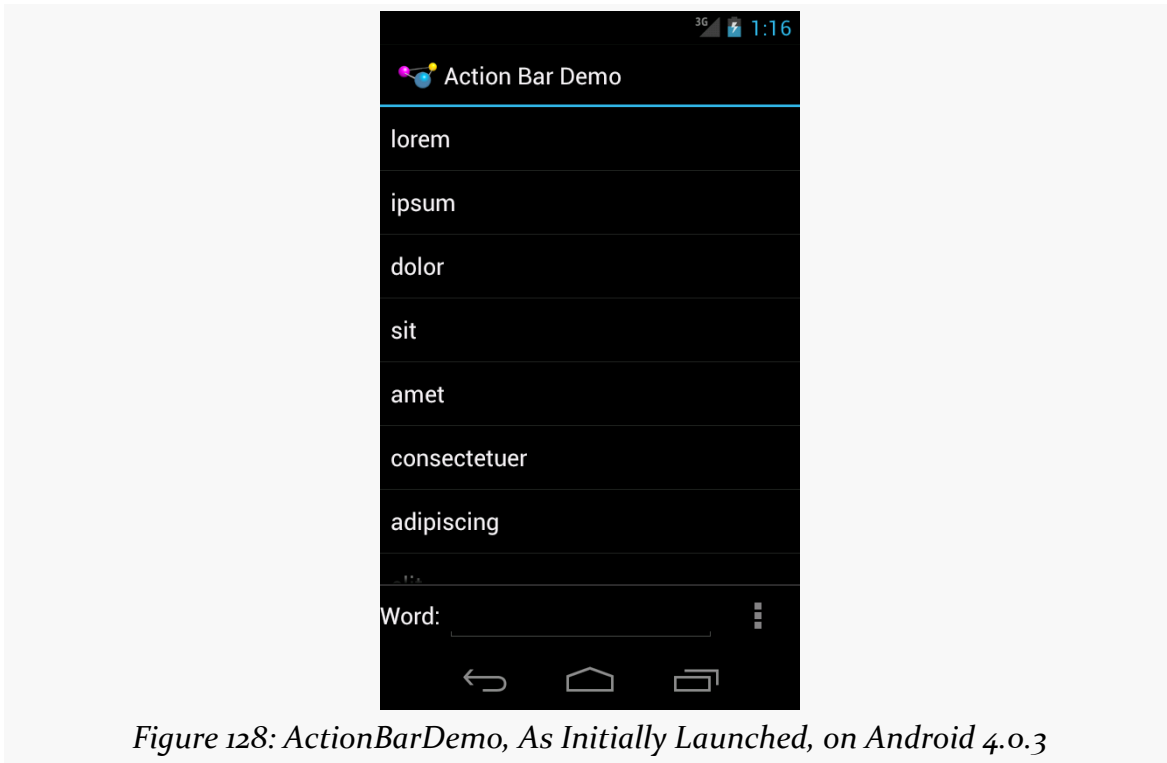 3G 1:16
Action Bar Demo
lorem
ipsum
dolor
sit
amet
consectetuer
adipiscing
Word:
Figure 128: ActionBarDemo, As Initially Launched, on Android 4.0.3